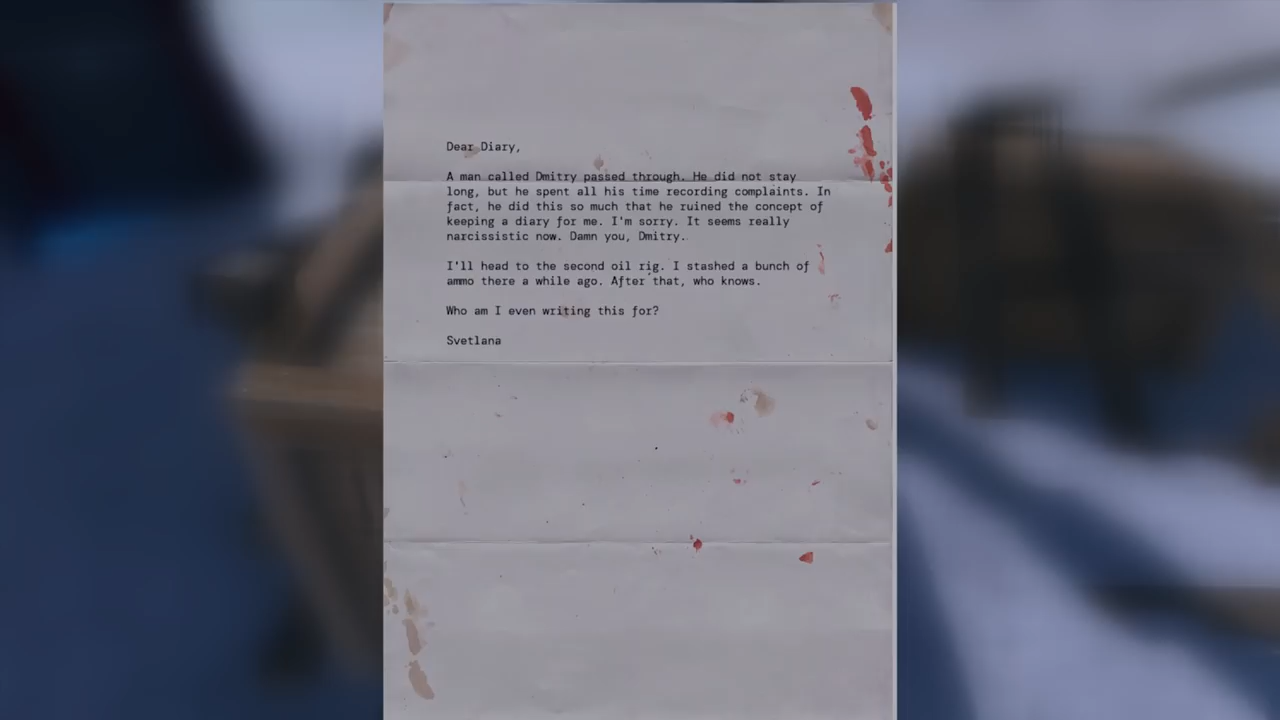 Dear Diary,
A man called Dmitry passed through. He did not stay
long, but he spent all his time recording complaints. In
fact, he did this so much that he ruined the concept of
keeping a diary for me. I'm sorry. It seems really
narcissistic now. Damn you, Dmitry.
I'll head to the second oil rig. I stashed a bunch of
ammo there a while ago. After that, who knows.
Who am I even writing this for?
Svetlana